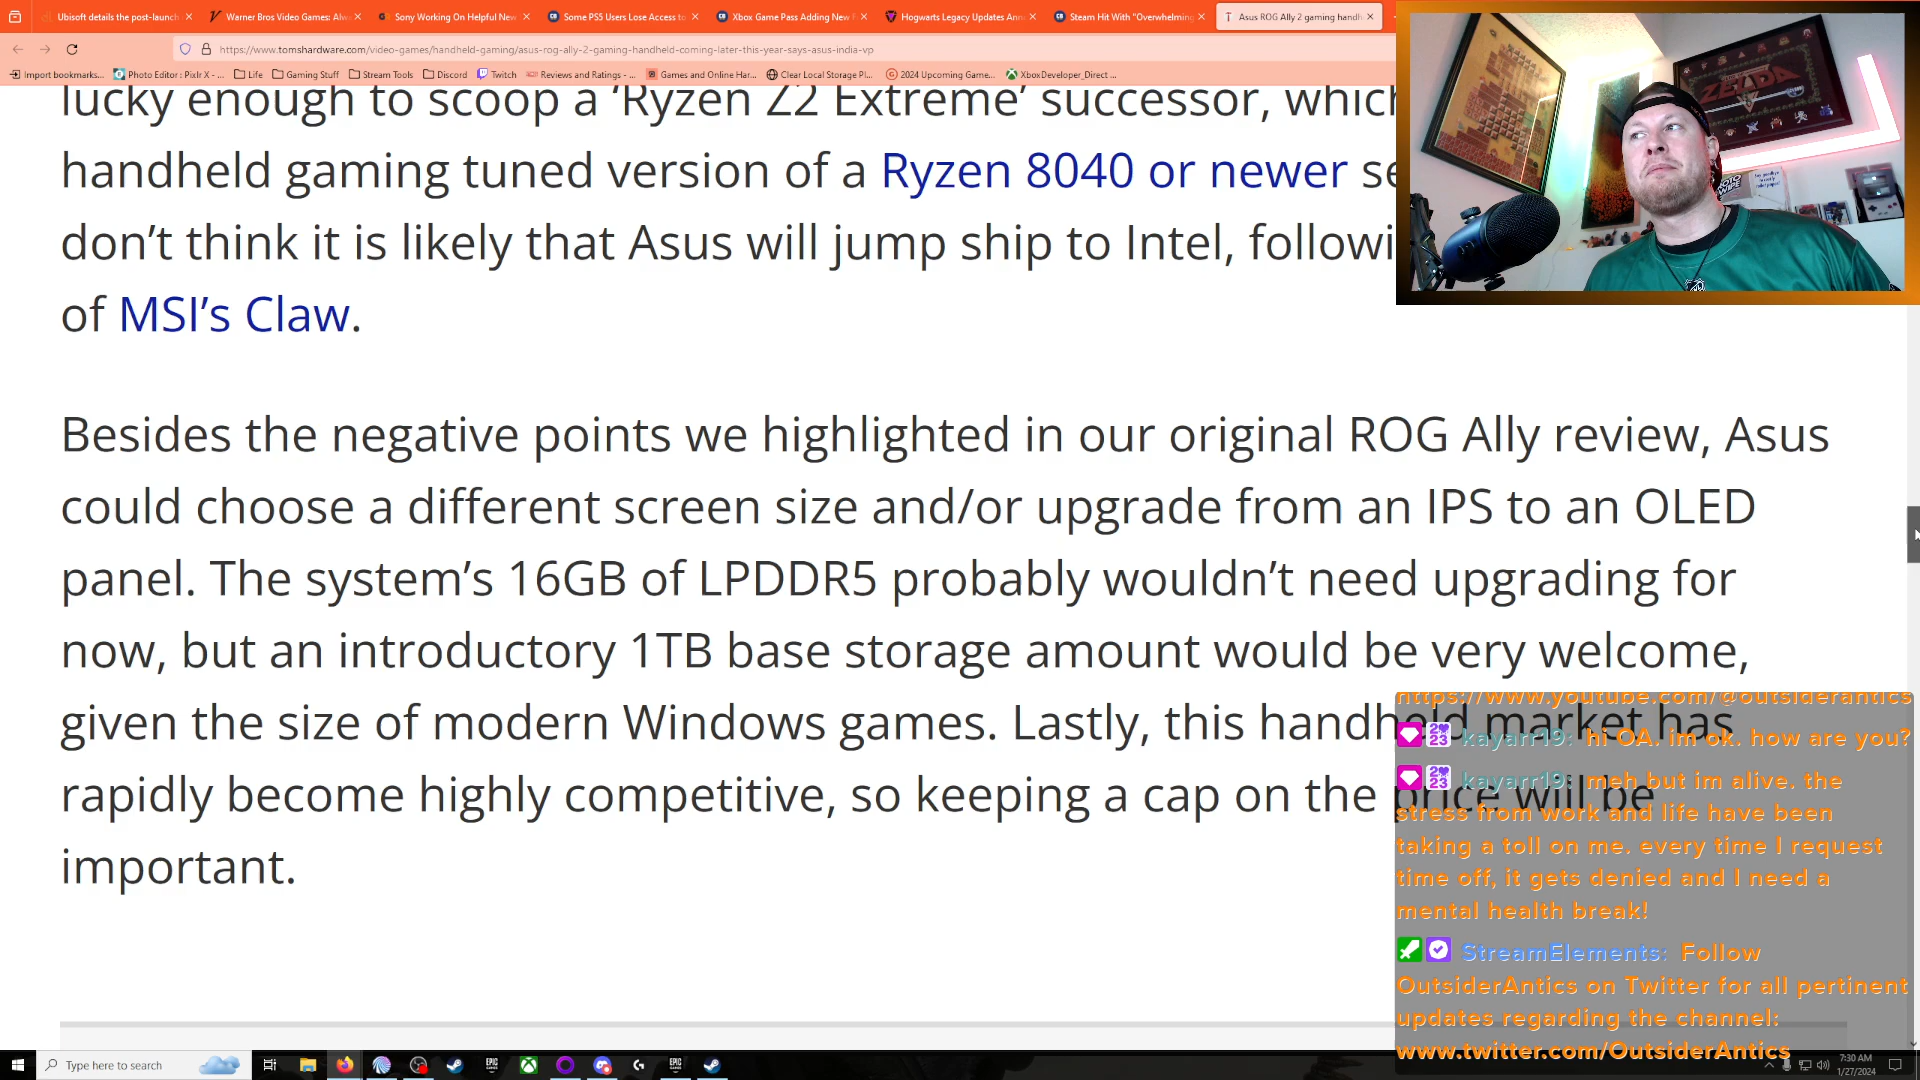 Ubisoft details the post-launch
Warner Bros Video Games: Alw
Sony Working On Helpful New
Some PS5 Users Lose Access to
Xbox Game Pass Adding New F
Hogwarts Legacy Updates Ann
Steam Hit With "Overwhelming
Asus ROG Ally 2 gaming handh
https://www.tomshardware.com/video-games/handheld-gaming/asus-rog-ally-2-gaming-handheld-coming-later-this-year-says-asus-india-vp
Import bookmarks...
Photo Editor : Pixlr X - ...
Life
Gaming Stuff
Stream Tools
Discord
Twitch
Reviews and Ratings - ...
Games and Online Har...
Clear Local Storage Pl...
2024 Upcoming Game...
XboxDeveloper_Direct ...
lucky enough to scoop a ‘Ryzen Z2 Extreme’ successor, which
handheld gaming tuned version of a Ryzen 8040 or newer se
don’t think it is likely that Asus will jump ship to Intel, followi
of MSI’s Claw.
Besides the negative points we highlighted in our original ROG Ally review, Asus
could choose a different screen size and/or upgrade from an IPS to an OLED
panel. The system’s 16GB of LPDDR5 probably wouldn’t need upgrading for
now, but an introductory 1TB base storage amount would be very welcome,
given the size of modern Windows games. Lastly, this handheld market has
rapidly become highly competitive, so keeping a cap on the price will be
important.
ZELDA
https://www.youtube.com/@outsiderantics
kayarr19: hi OA. im ok. how are you?
kayarr19: meh but im alive. the
stress from work and life have been
taking a toll on me. every time I request
time off, it gets denied and I need a
mental health break!
StreamElements: Follow
OutsiderAntics on Twitter for all pertinent
updates regarding the channel:
www.twitter.com/OutsiderAntics
Type here to search
7:30 AM
1/27/2024